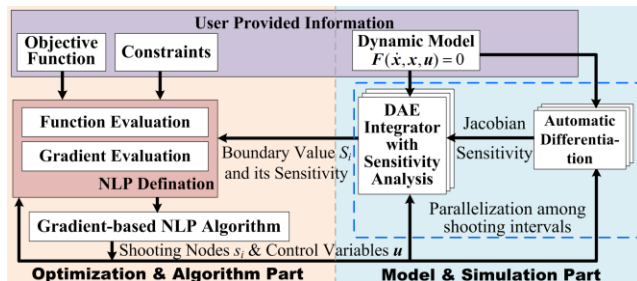 User Provided Information
Objective
Function
Constraints
Dynamic Model
F(ẋ, x, u) = 0
Function Evaluation
Gradient Evaluation
NLP Defination
Gradient-based NLP Algorithm
Boundary Value Si
and its Sensitivity
DAE
Integrator
with
Sensitivity
Analysis
Jacobian
Sensitivity
Automatic
Differentia-
tion
Parallelization among
shooting intervals
Shooting Nodes si & Control Variables u
Optimization & Algorithm Part
Model & Simulation Part